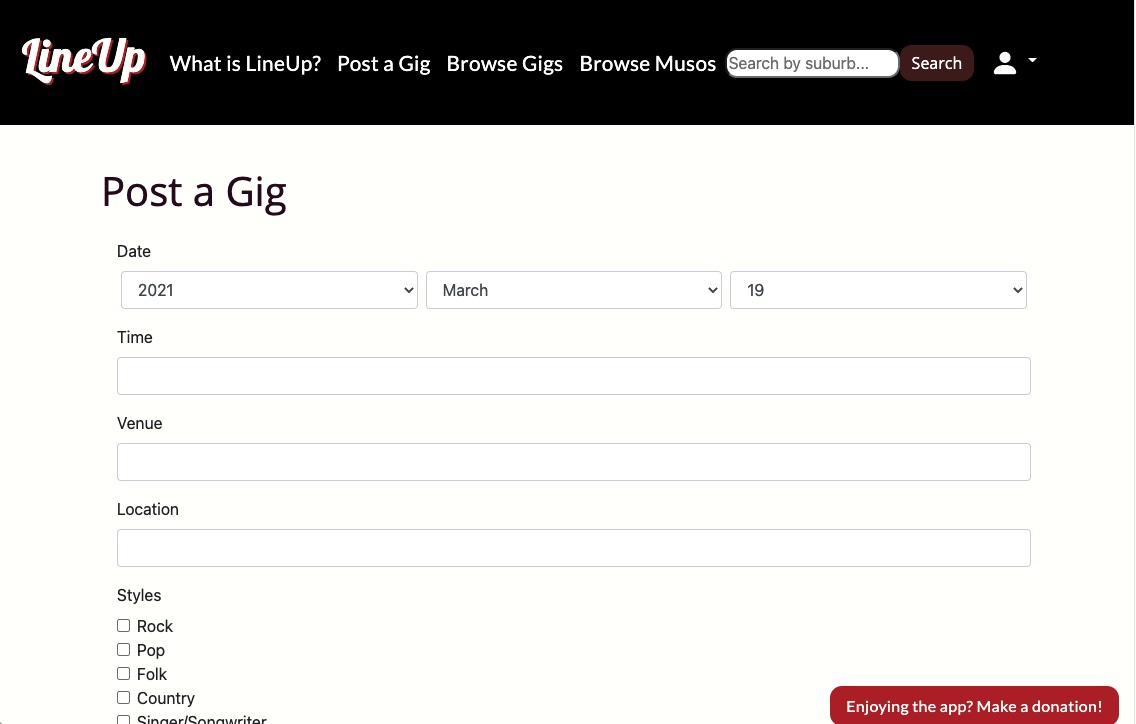 LineUp What is LineUp? Post a Gig Browse Gigs Browse Musos Search by suburb... Search
Post a Gig
Date
2021 March 19
Time
Venue
Location
Styles
Rock
Pop
Folk
Country
Singer/Songwriter
Enjoying the app? Make a donation!